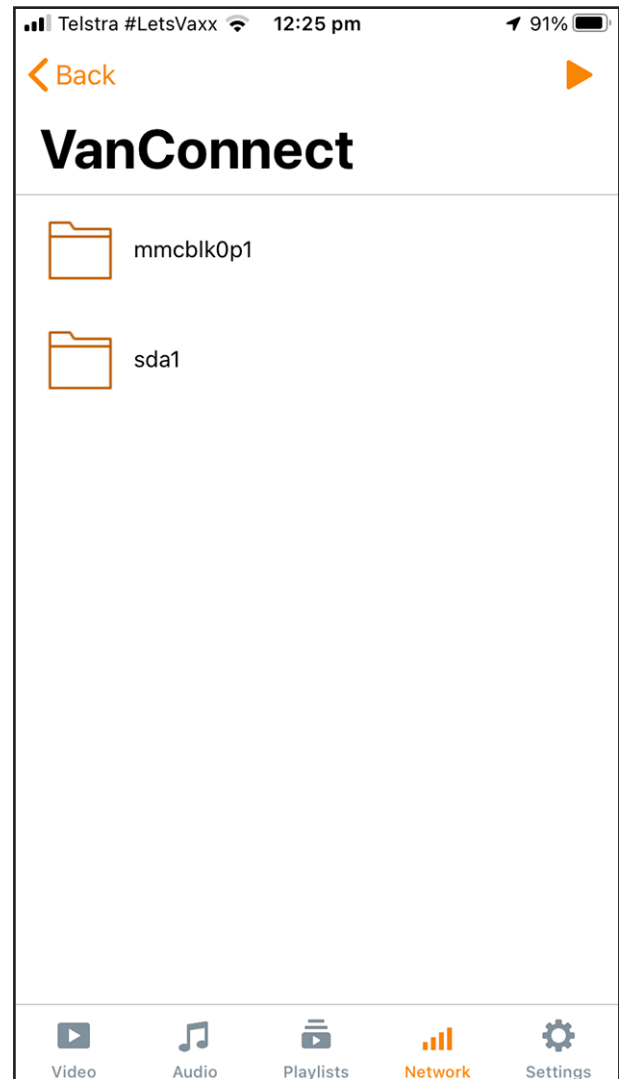 Telstra #LetsVaxx 12:25 pm 91%
Back
VanConnect
mmcblk0p1
sda1
Video Audio Playlists Network Settings